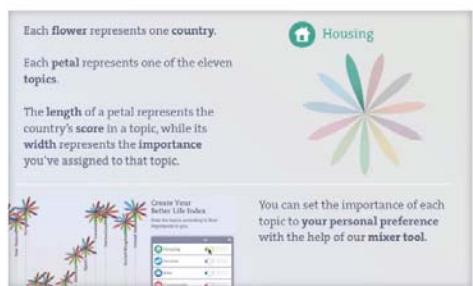 Each flower represents one country.
Each petal represents one of the eleven
topics.
The length of a petal represents the
country's score in a topic, while its
width represents the importance
you've assigned to that topic.
Housing
Create Your
Better Life Index
You can set the importance of each
topic to your personal preference
with the help of our mixer tool.